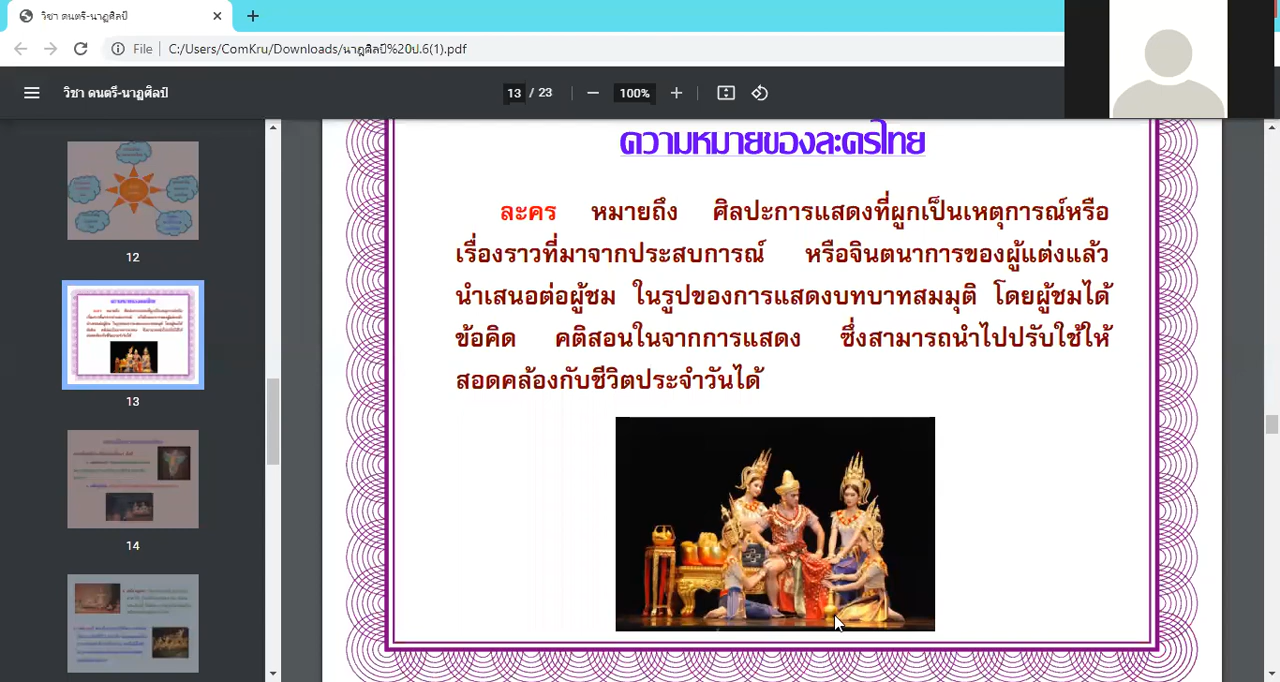 วิชา ดนตรี-นาฏศิลป์
File
C:/Users/ComKru/Downloads/นาฏศิลป์%20ป.6(1).pdf
วิชา ดนตรี-นาฏศิลป์
13 / 23
100%
12
13
14
ความหมายของละครไทย
ละคร หมายถึง ศิลปะการแสดงที่ผูกเป็นเหตุการณ์หรือ
เรื่องราวที่มาจากประสบการณ์ หรือจินตนาการของผู้แต่งแล้ว
นำเสนอต่อผู้ชม ในรูปของการแสดงบทบาทสมมุติ โดยผู้ชมได้
ข้อคิด คติสอนในจากการแสดง ซึ่งสามารถนำไปปรับใช้ให้
สอดคล้องกับชีวิตประจำวันได้